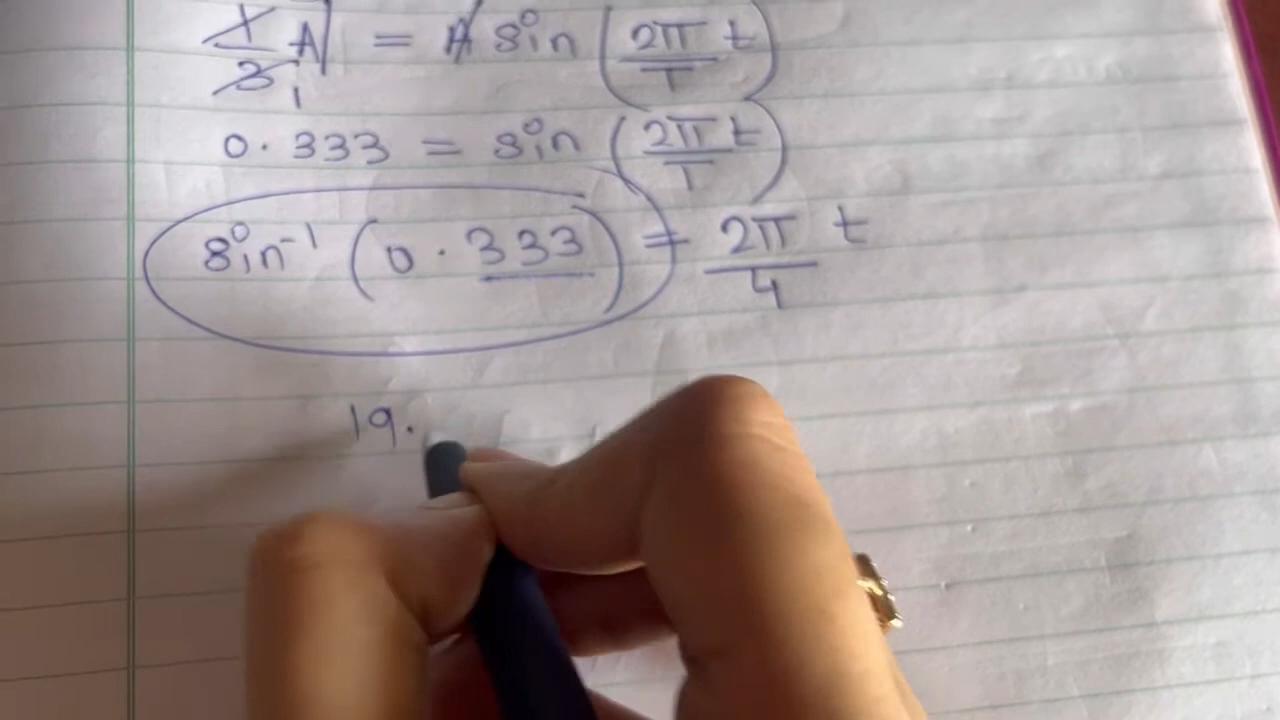 1/3 A = A sin (2π/T t)
0.333 = sin (2π/T t)
sin⁻¹ (0.333) = 2π/4 t
19.